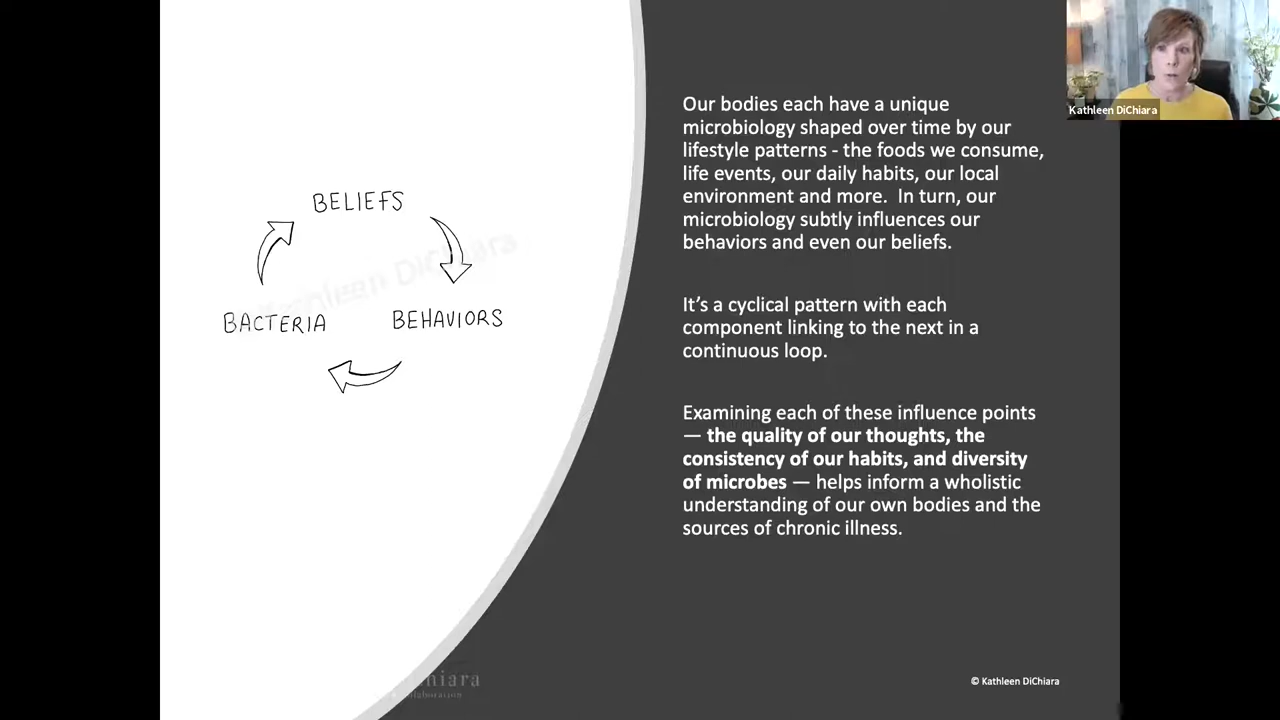 Kathleen DiChiara
BELIEFS
BACTERIA
BEHAVIORS
Kathleen DiChiara
Our bodies each have a unique
microbiology shaped over time by our
lifestyle patterns - the foods we consume,
life events, our daily habits, our local
environment and more.  In turn, our
microbiology subtly influences our
behaviors and even our beliefs.
It’s a cyclical pattern with each
component linking to the next in a
continuous loop.
Examining each of these influence points
— the quality of our thoughts, the
consistency of our habits, and diversity
of microbes — helps inform a wholistic
understanding of our own bodies and the
sources of chronic illness.
© Kathleen DiChiara